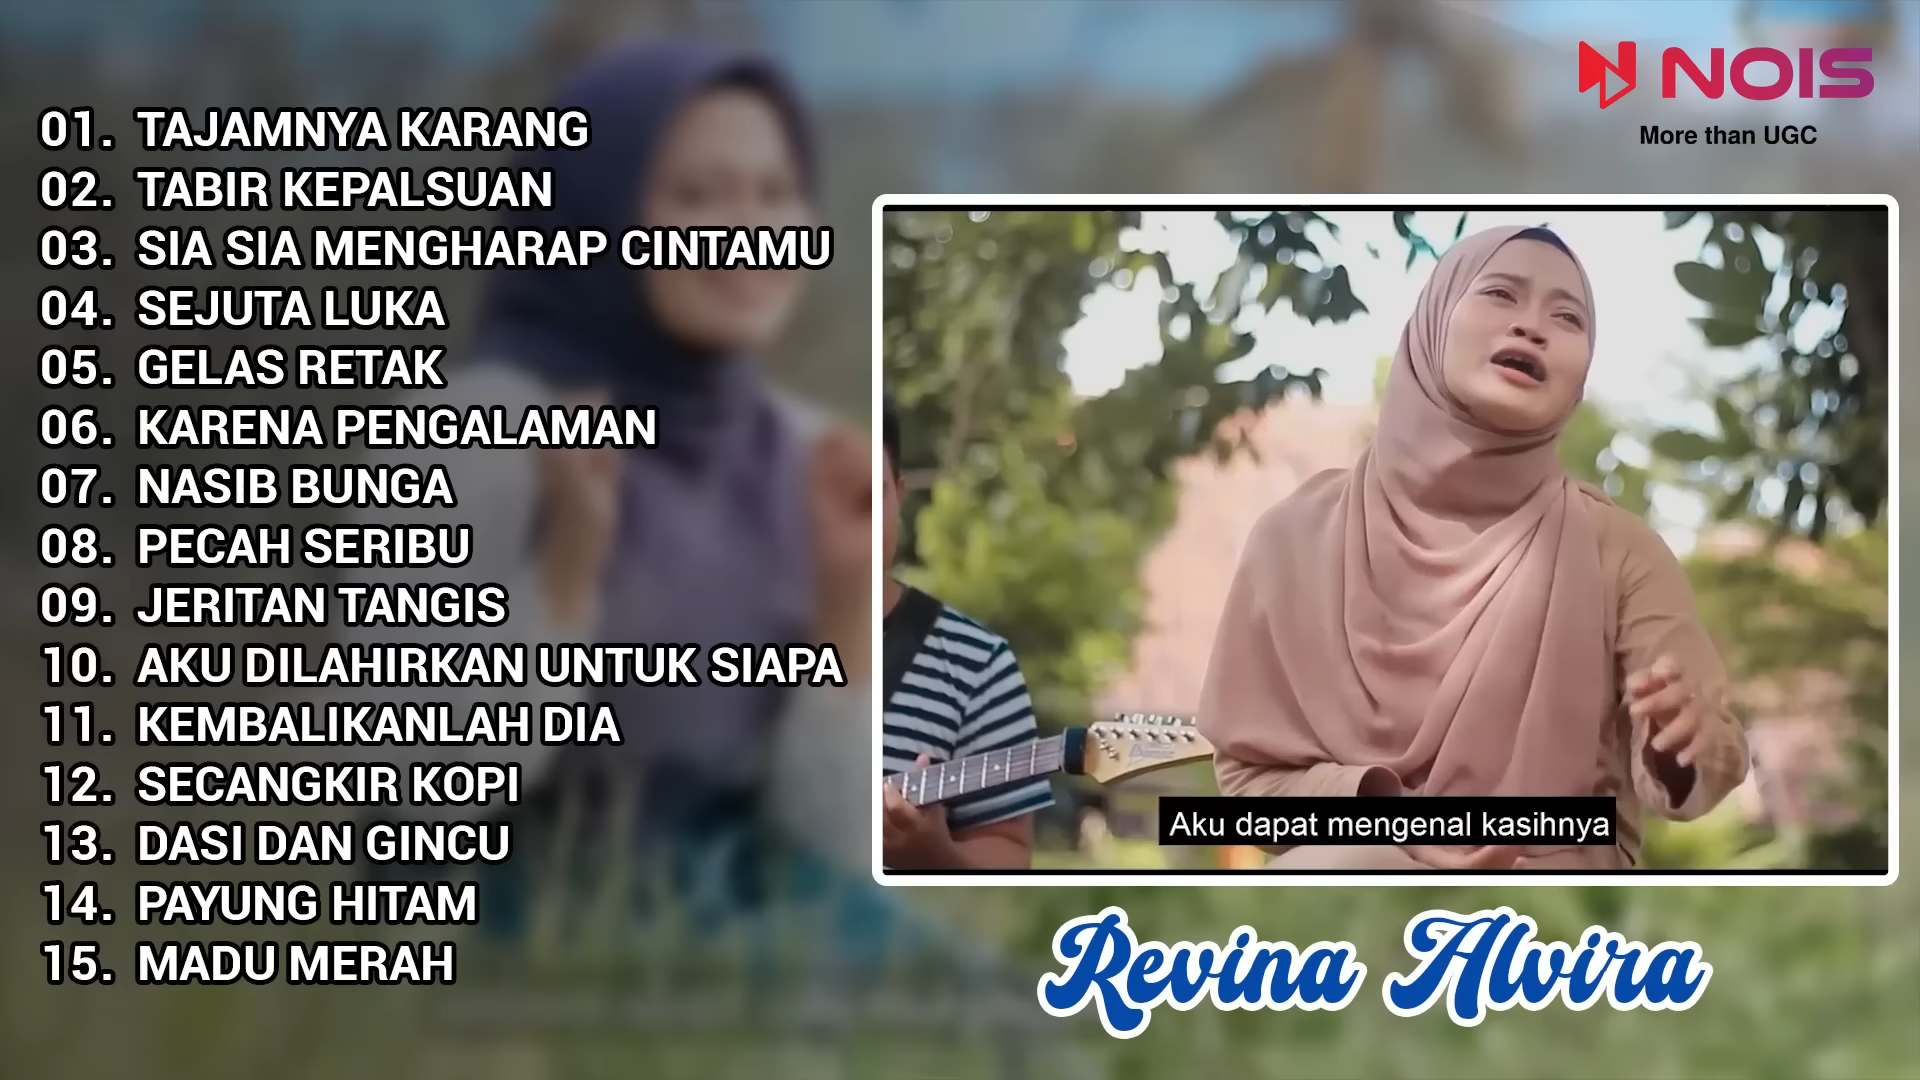 01. TAJAMNYA KARANG
02. TABIR KEPALSUAN
03. SIA SIA MENGHARAP CINTAMU
04. SEJUTA LUKA
05. GELAS RETAK
06. KARENA PENGALAMAN
07. NASIB BUNGA
08. PECAH SERIBU
09. JERITAN TANGIS
10. AKU DILAHIRKAN UNTUK SIAPA
11. KEMBALIKANLAH DIA
12. SECANGKIR KOPI
13. DASI DAN GINCU
14. PAYUNG HITAM
15. MADU MERAH
NOIS
More than UGC
Aku dapat mengenal kasihnya
Revina Alvira